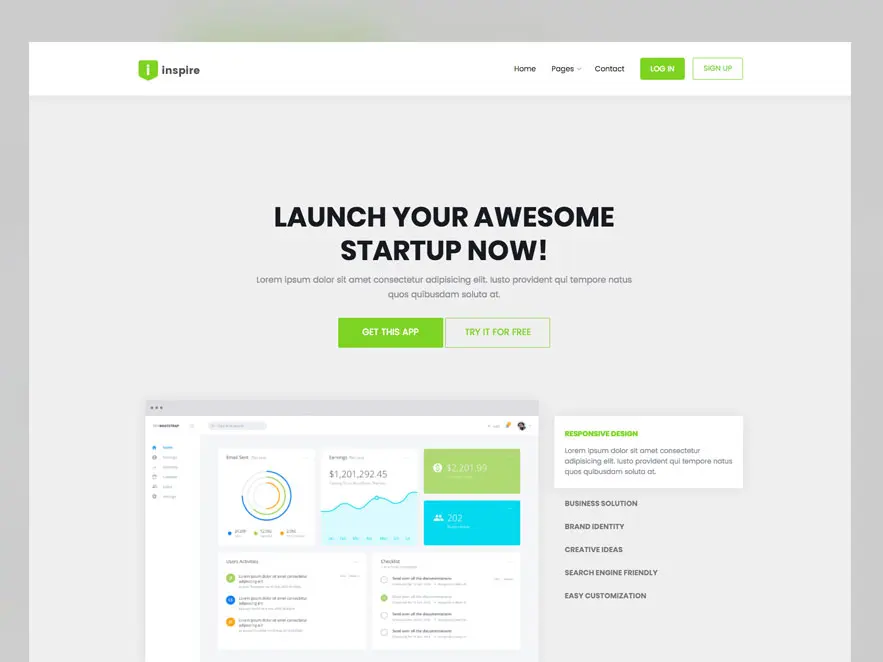 inspire
Home
Pages
Contact
LOG IN
SIGN UP
LAUNCH YOUR AWESOME
STARTUP NOW!
Lorem ipsum dolor sit amet consectetur adipisicing elit. Iusto provident qui tempore natus
quos quibusdam soluta at.
GET THIS APP
TRY IT FOR FREE
Email Sent
Earnings
$1,201,292.45
$2,201.99
202
Users Activities
Lorem ipsum dolor sit amet consectetur
adipisicing elit
Lorem ipsum dolor sit amet consectetur
adipisicing elit
Lorem ipsum dolor sit amet consectetur
adipisicing elit
Checklist
Send over all the documentations
Send over all the documentations
Send over all the documentations
Send over all the documentations
RESPONSIVE DESIGN
Lorem ipsum dolor sit amet consectetur
adipisicing elit. Iusto provident qui tempore natus
quos quibusdam soluta at.
BUSINESS SOLUTION
BRAND IDENTITY
CREATIVE IDEAS
SEARCH ENGINE FRIENDLY
EASY CUSTOMIZATION